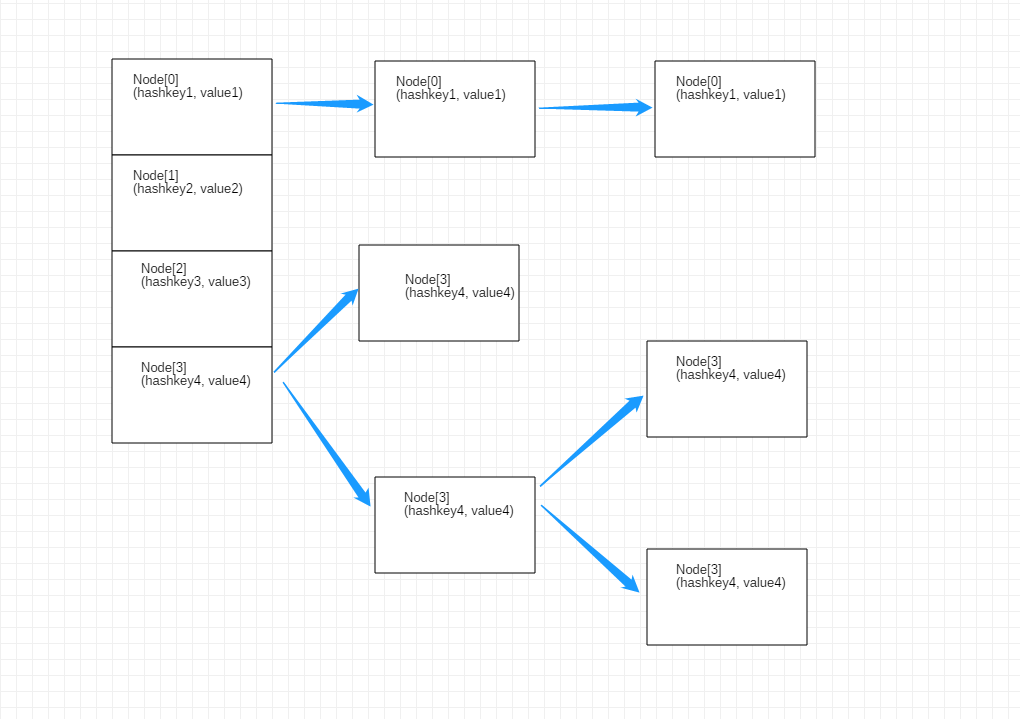 Node[0]
(hashkey1, value1)
Node[0]
(hashkey1, value1)
Node[0]
(hashkey1, value1)
Node[1]
(hashkey2, value2)
Node[2]
(hashkey3, value3)
Node[3]
(hashkey4, value4)
Node[3]
(hashkey4, value4)
Node[3]
(hashkey4, value4)
Node[3]
(hashkey4, value4)
Node[3]
(hashkey4, value4)